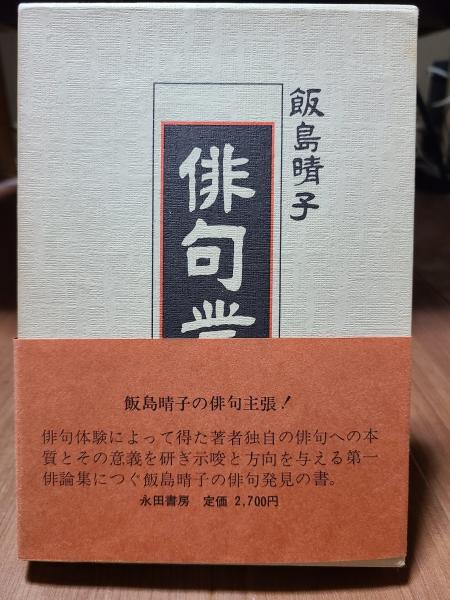 飯島晴子
俳句
飯島晴子の俳句主張！
俳句体験によって得た著者独自の俳句への本
質とその意義を研ぎ示唆と方向を与える第一
俳論集につぐ飯島晴子の俳句発見の書。
永田書房 定価 2,700円